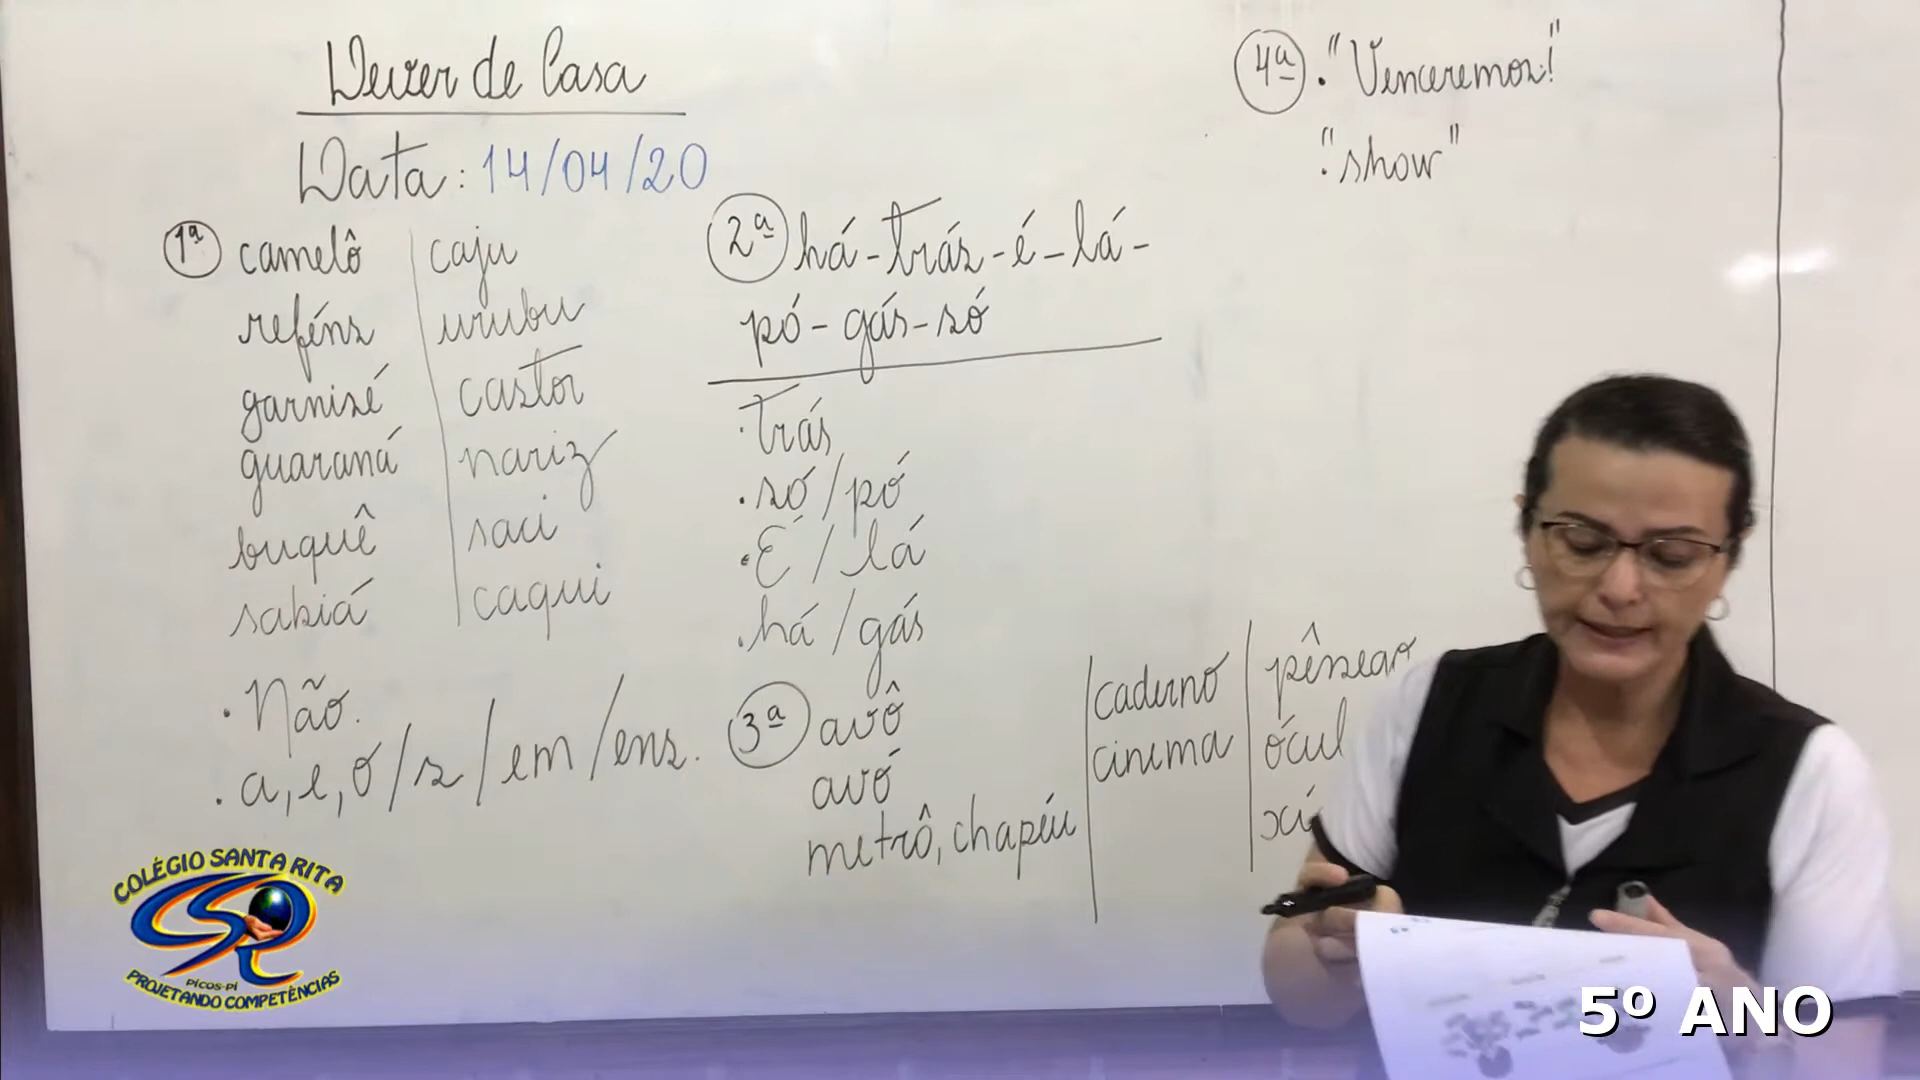 Dever de Casa
Data: 14/04/20
1ª
camelô
reféns
garnisé
guaraná
buquê
sabiá
caju
urubu
castor
nariz
saci
caqui
• Não.
• a, e, o/s/em/ens.
2ª há - trás - é - lá -
pó - gás - só
• trás
• só/pó
• É/lá
• há/gás
3ª avô
avó
metrô, chapéu
caderno
cinema
pêssego
4ª • "Venceremos!"
• "show"
COLÉGIO SANTA RITA
PICOS-PI
PROJETANDO COMPETÊNCIAS
5º ANO